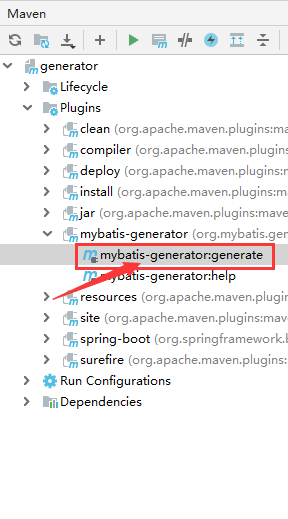 Maven
generator
Lifecycle
Plugins
clean (org.apache.maven.plugins:m
compiler (org.apache.maven.plugins
deploy (org.apache.maven.plugins:
install (org.apache.maven.plugins:m
jar (org.apache.maven.plugins:mave
mybatis-generator (org.mybatis.gen
mybatis-generator:generate
mybatis-generator:help
resources (org.apache.maven.plugin
site (org.apache.maven.plugins:mav
spring-boot (org.springframework.b
surefire (org.apache.maven.plugins:
Run Configurations
Dependencies